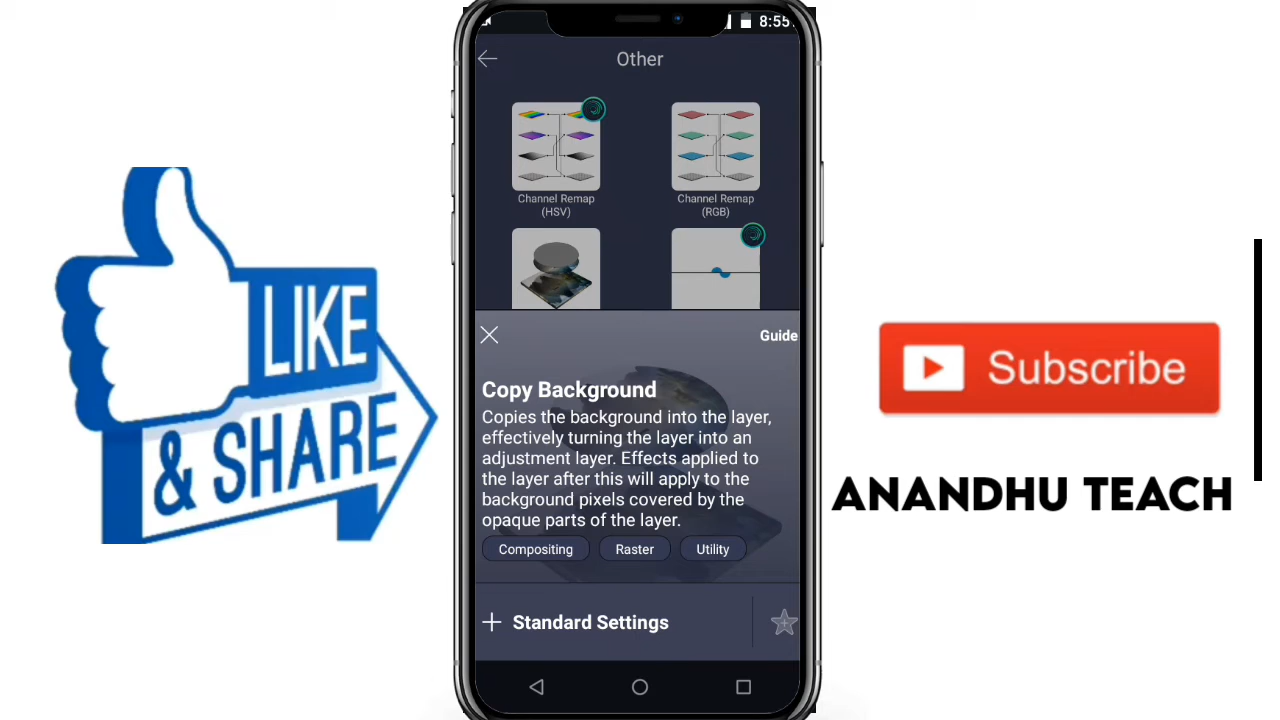 8:55
Other
Channel Remap
(HSV)
Channel Remap
(RGB)
Guide
Copy Background
Copies the background into the layer,
effectively turning the layer into an
adjustment layer. Effects applied to
the layer after this will apply to the
background pixels covered by the
opaque parts of the layer.
Compositing
Raster
Utility
Standard Settings
LIKE
& SHARE
Subscribe
ANANDHU TEACH